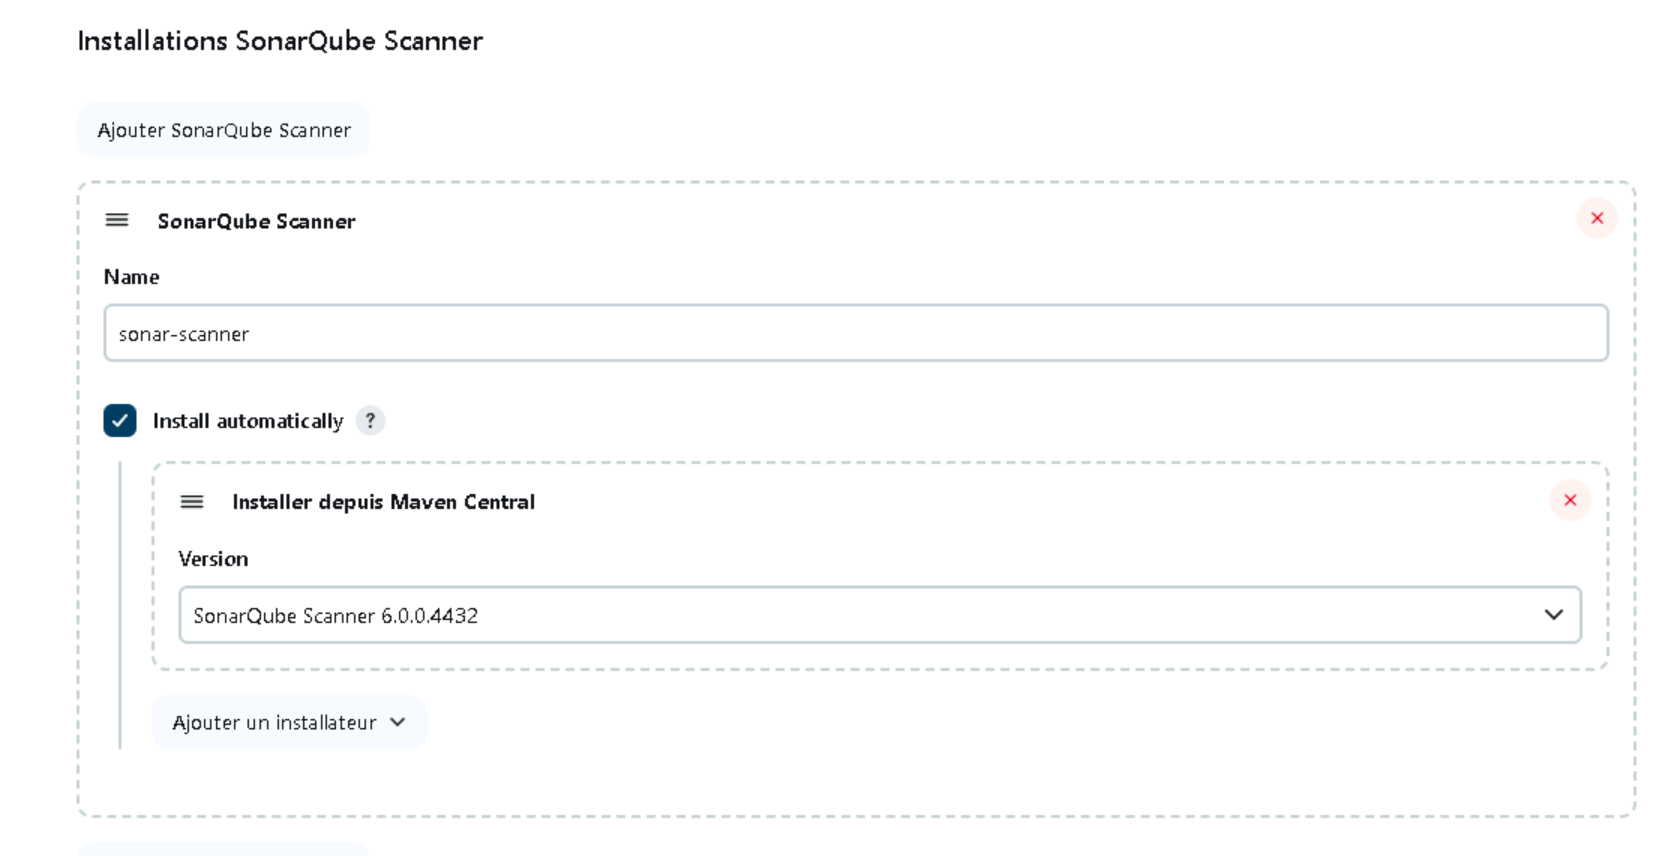 Installations SonarQube Scanner
Ajouter SonarQube Scanner
SonarQube Scanner
Name
sonar-scanner
Install automatically ?
Installer depuis Maven Central
Version
SonarQube Scanner 6.0.0.4432
Ajouter un installateur